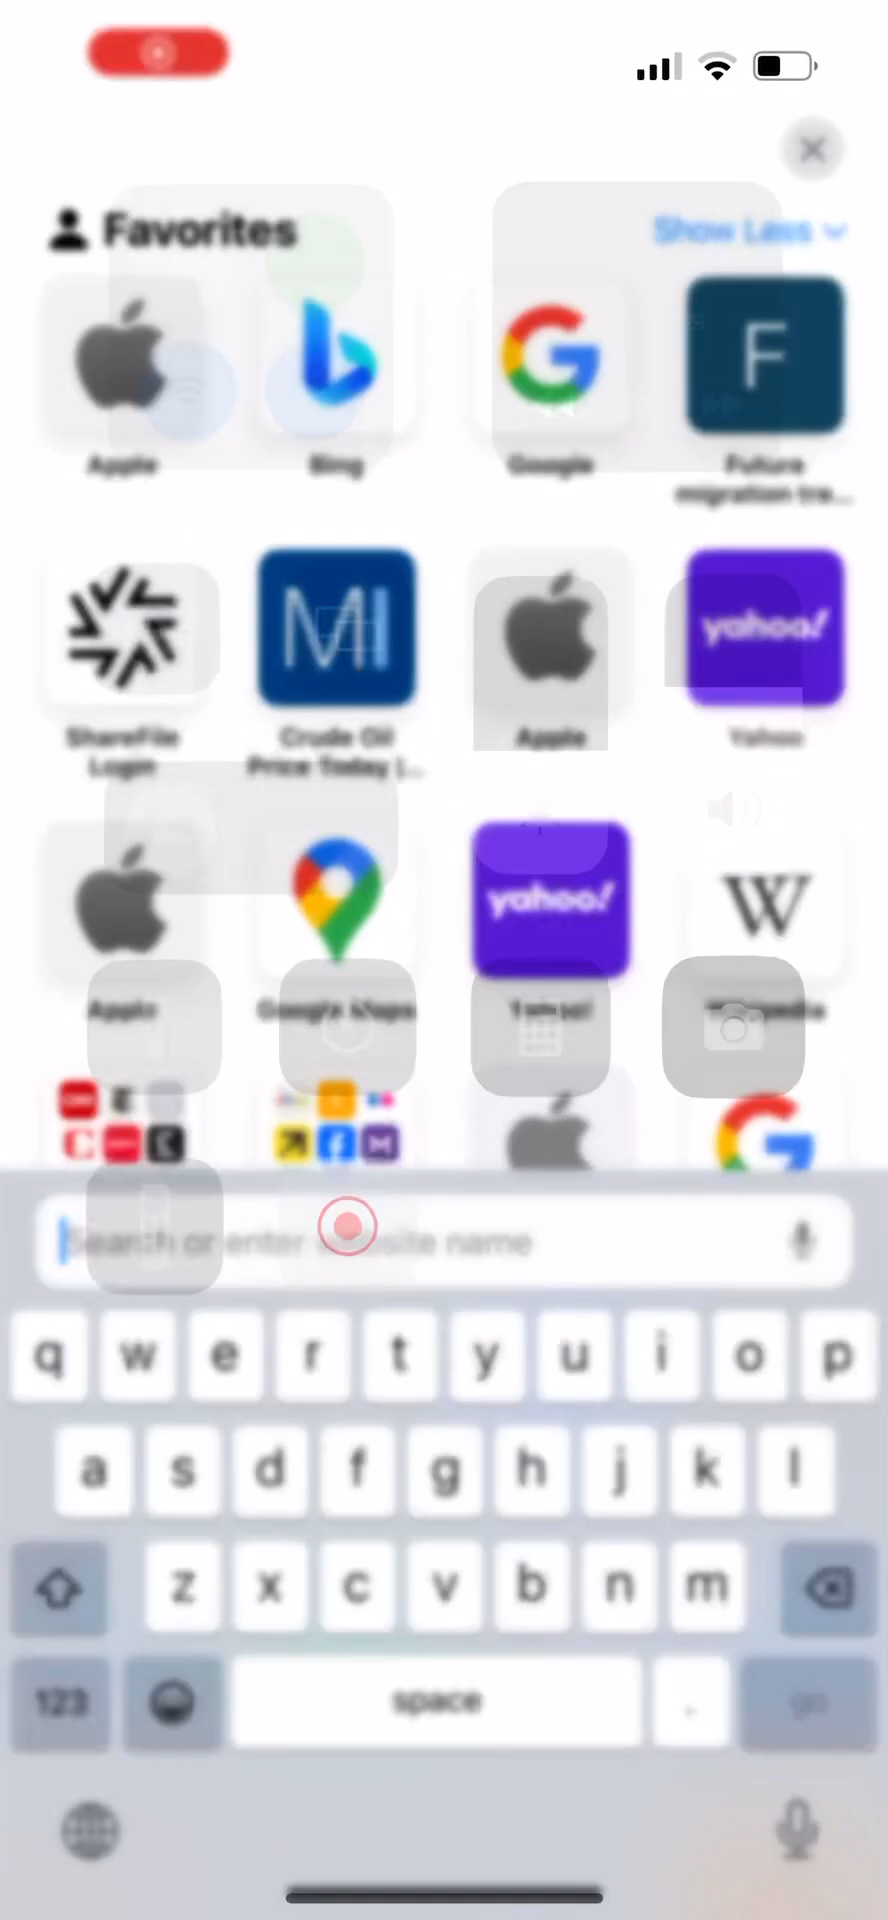 Favorites Show Less
F
Apple Bing Google Future
migration tre...
MI yahoo!
ShareFile Crude Oil Apple Yahoo
Login Price Today |...
yahoo! W
Apple Google Maps Yahoo! Wikipedia
Search or enter website name
q w e r t y u i o p
a s d f g h j k l
z x c v b n m
123 space . go